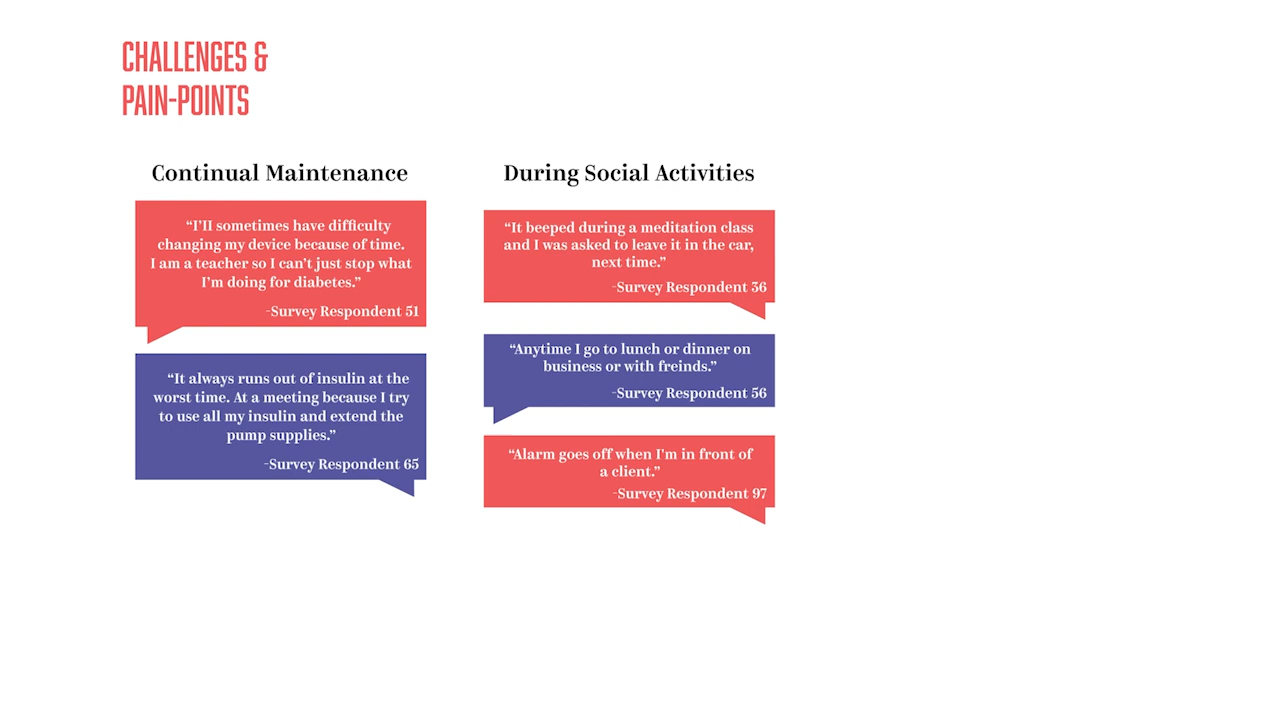 CHALLENGES &
PAIN-POINTS
Continual Maintenance
“I’ll sometimes have difficulty
changing my device because of time.
I am a teacher so I can’t just stop what
I’m doing for diabetes.”
-Survey Respondent 51
“It always runs out of insulin at the
worst time. At a meeting because I try
to use all my insulin and extend the
pump supplies.”
-Survey Respondent 65
During Social Activities
“It beeped during a meditation class
and I was asked to leave it in the car,
next time.”
-Survey Respondent 36
“Anytime I go to lunch or dinner on
business or with freinds.”
-Survey Respondent 56
“Alarm goes off when I'm in front of
a client.”
-Survey Respondent 97